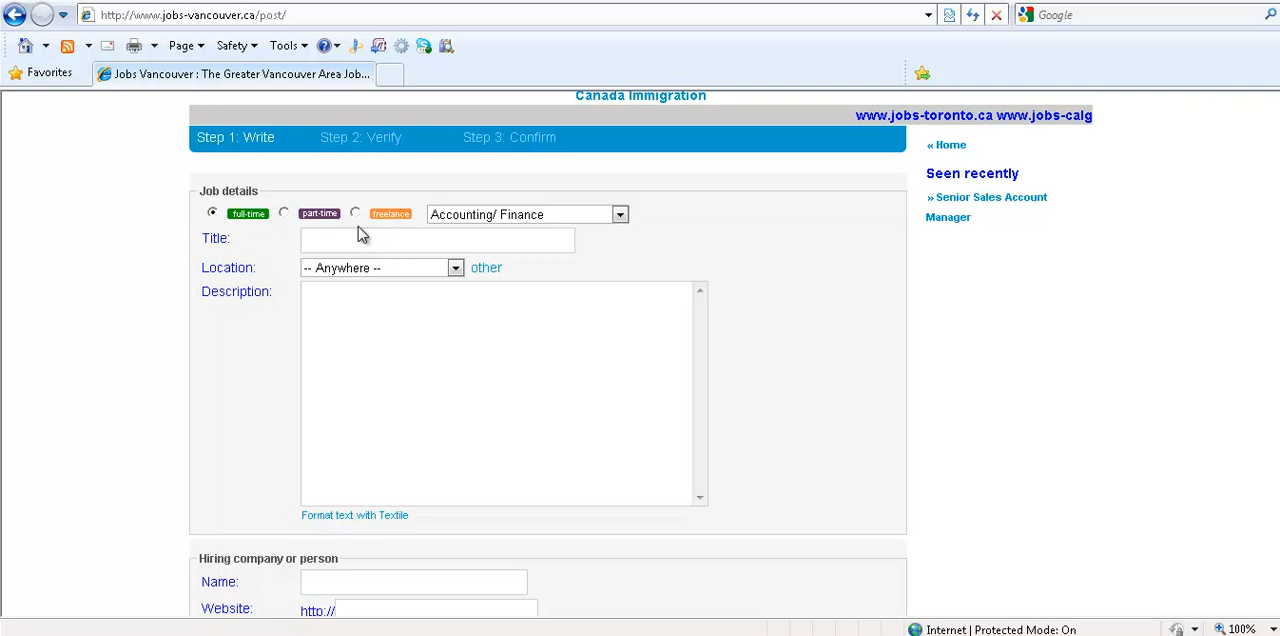 http://www.jobs-vancouver.ca/post/
Google
Page Safety Tools
Favorites
Jobs Vancouver : The Greater Vancouver Area Job...
Canada Immigration
www.jobs-toronto.ca www.jobs-calg
Step 1: Write Step 2: Verify Step 3: Confirm
« Home
Seen recently
» Senior Sales Account
Manager
Job details
full-time part-time freelance Accounting/ Finance
Title:
Location: -- Anywhere -- other
Description:
Format text with Textile
Hiring company or person
Name:
Website: http://
Internet | Protected Mode: On 100%